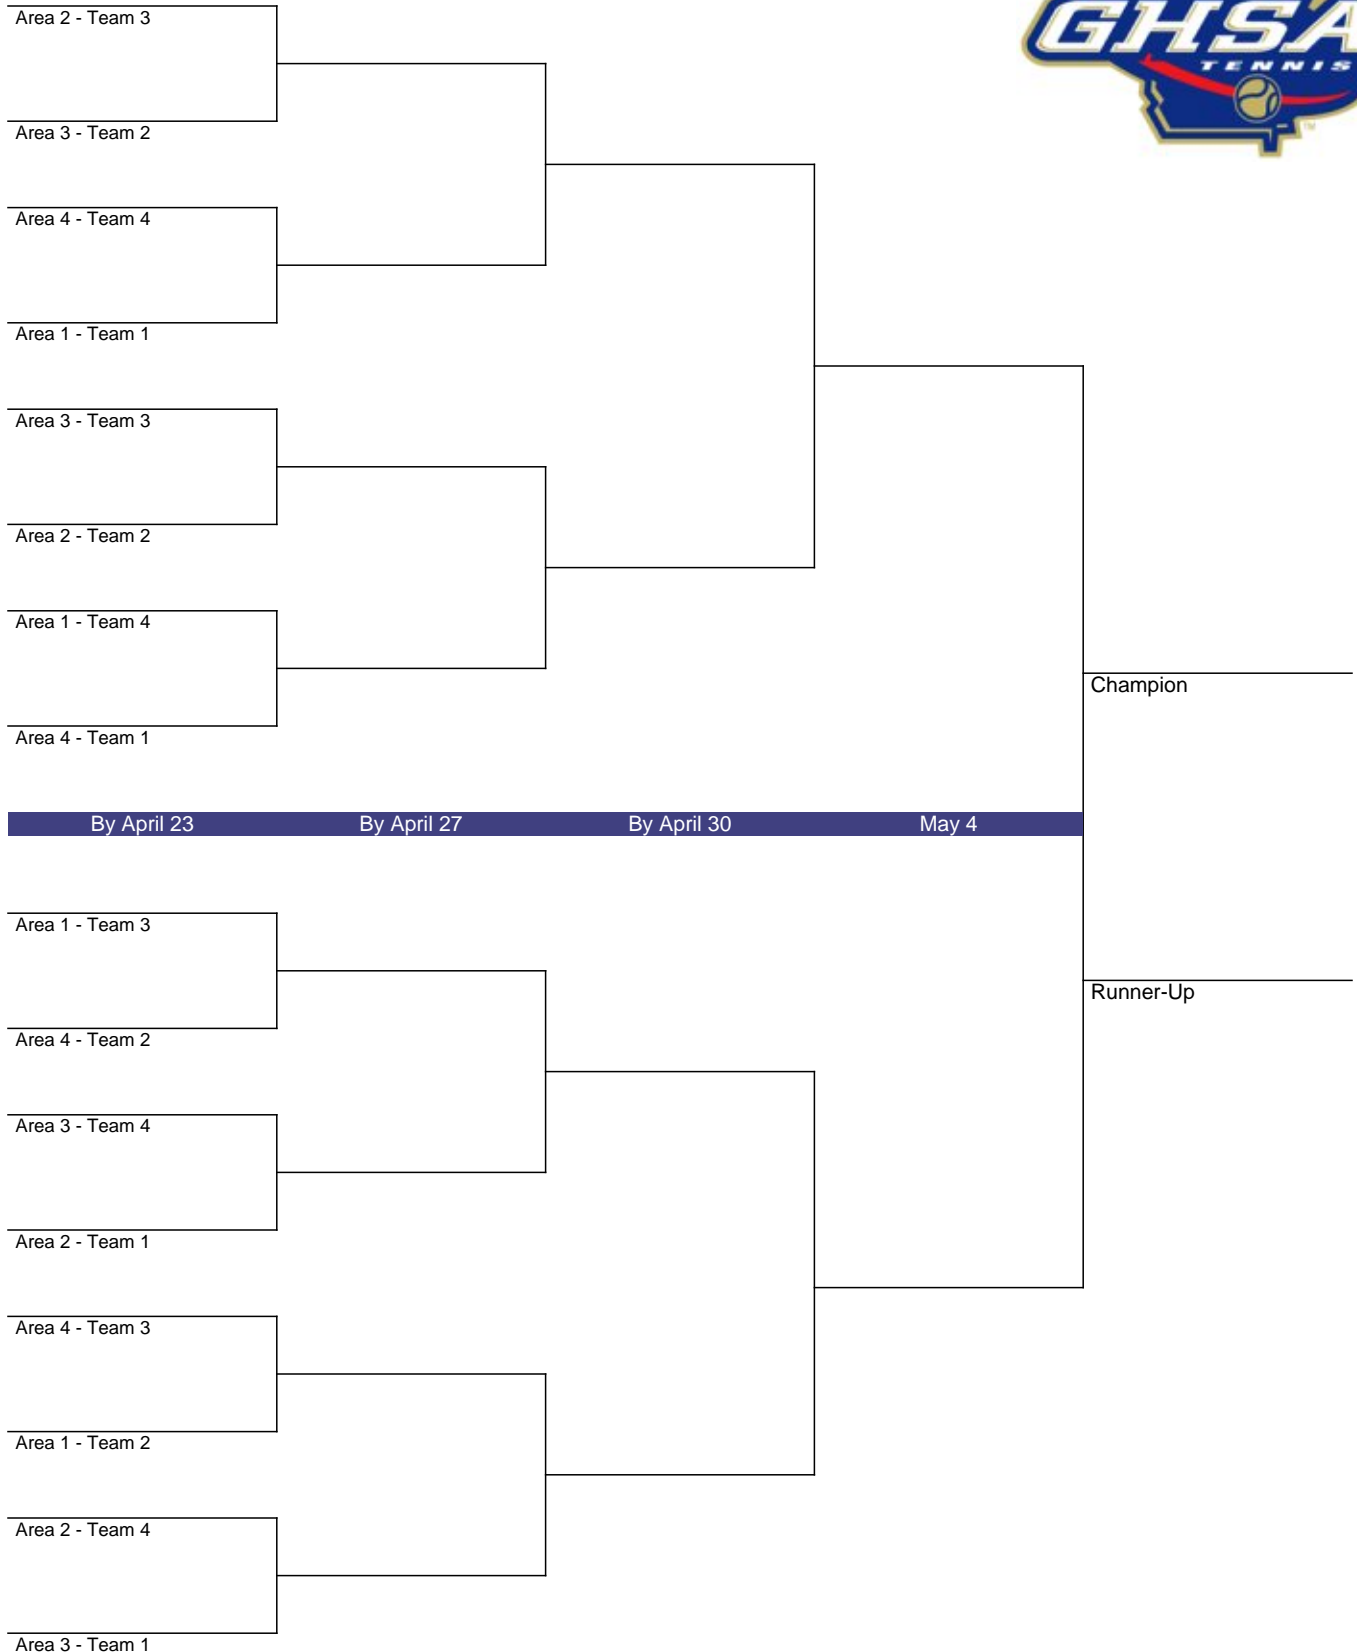 GHSA
TENNIS
TM
Area 2 - Team 3
Area 3 - Team 2
Area 4 - Team 4
Area 1 - Team 1
Area 3 - Team 3
Area 2 - Team 2
Area 1 - Team 4
Area 4 - Team 1
Champion
By April 23 By April 27 By April 30 May 4
Area 1 - Team 3
Runner-Up
Area 4 - Team 2
Area 3 - Team 4
Area 2 - Team 1
Area 4 - Team 3
Area 1 - Team 2
Area 2 - Team 4
Area 3 - Team 1